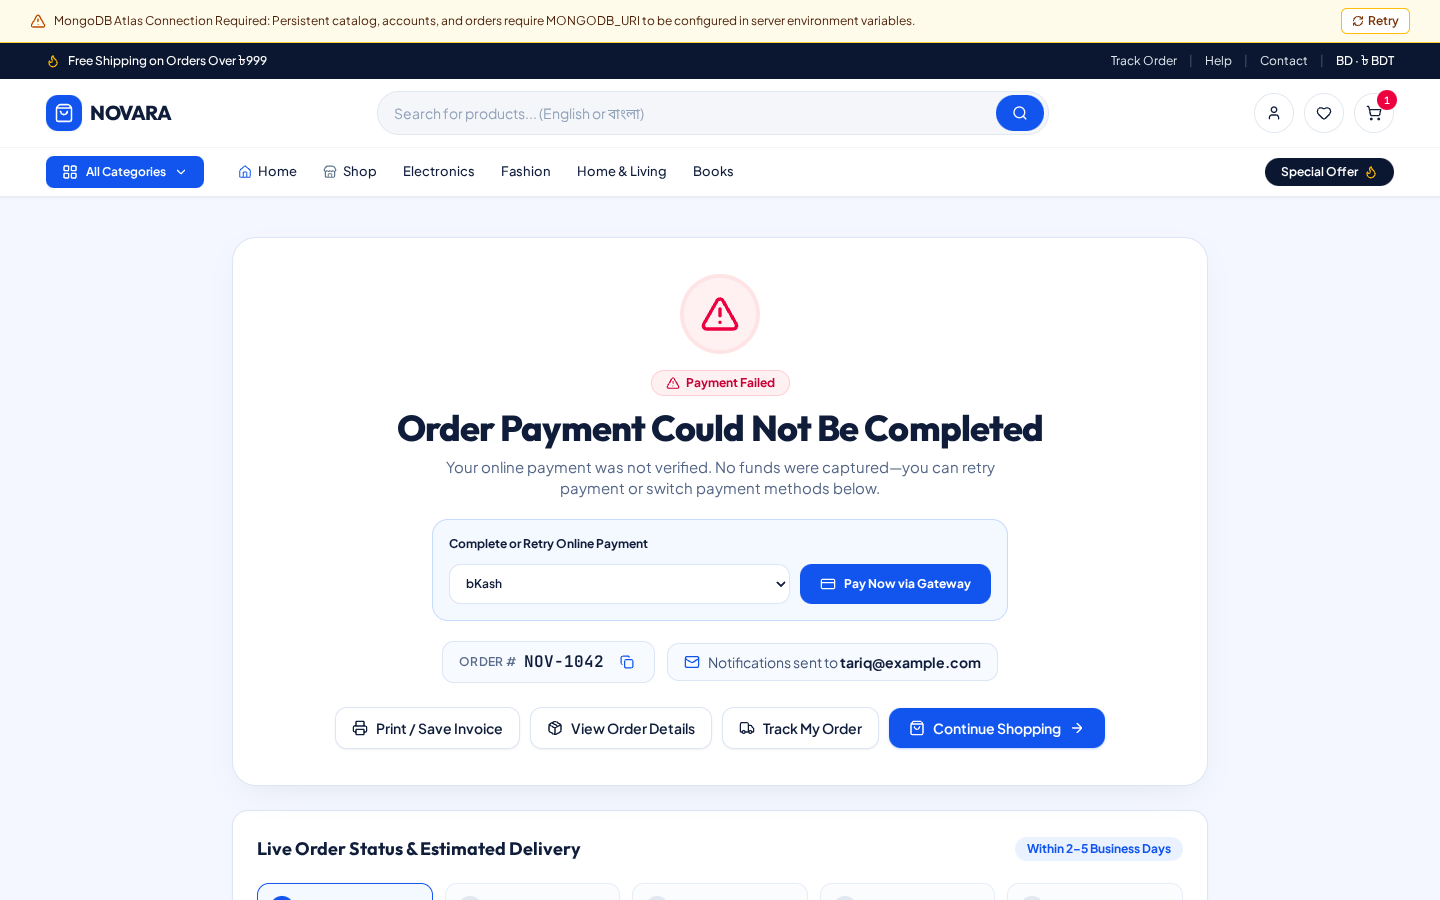 MongoDB Atlas Connection Required: Persistent catalog, accounts, and orders require MONGODB_URI to be configured in server environment variables.
Retry
Free Shipping on Orders Over ৳999
Track Order | Help | Contact | BD · ৳ BDT
NOVARA
Search for products... (English or বাংলা)
1
All Categories
Home
Shop
Electronics
Fashion
Home & Living
Books
Special Offer
Payment Failed
Order Payment Could Not Be Completed
Your online payment was not verified. No funds were captured—you can retry
payment or switch payment methods below.
Complete or Retry Online Payment
bKash
Pay Now via Gateway
ORDER # NOV-1042
Notifications sent to tariq@example.com
Print / Save Invoice
View Order Details
Track My Order
Continue Shopping
Live Order Status & Estimated Delivery
Within 2–5 Business Days